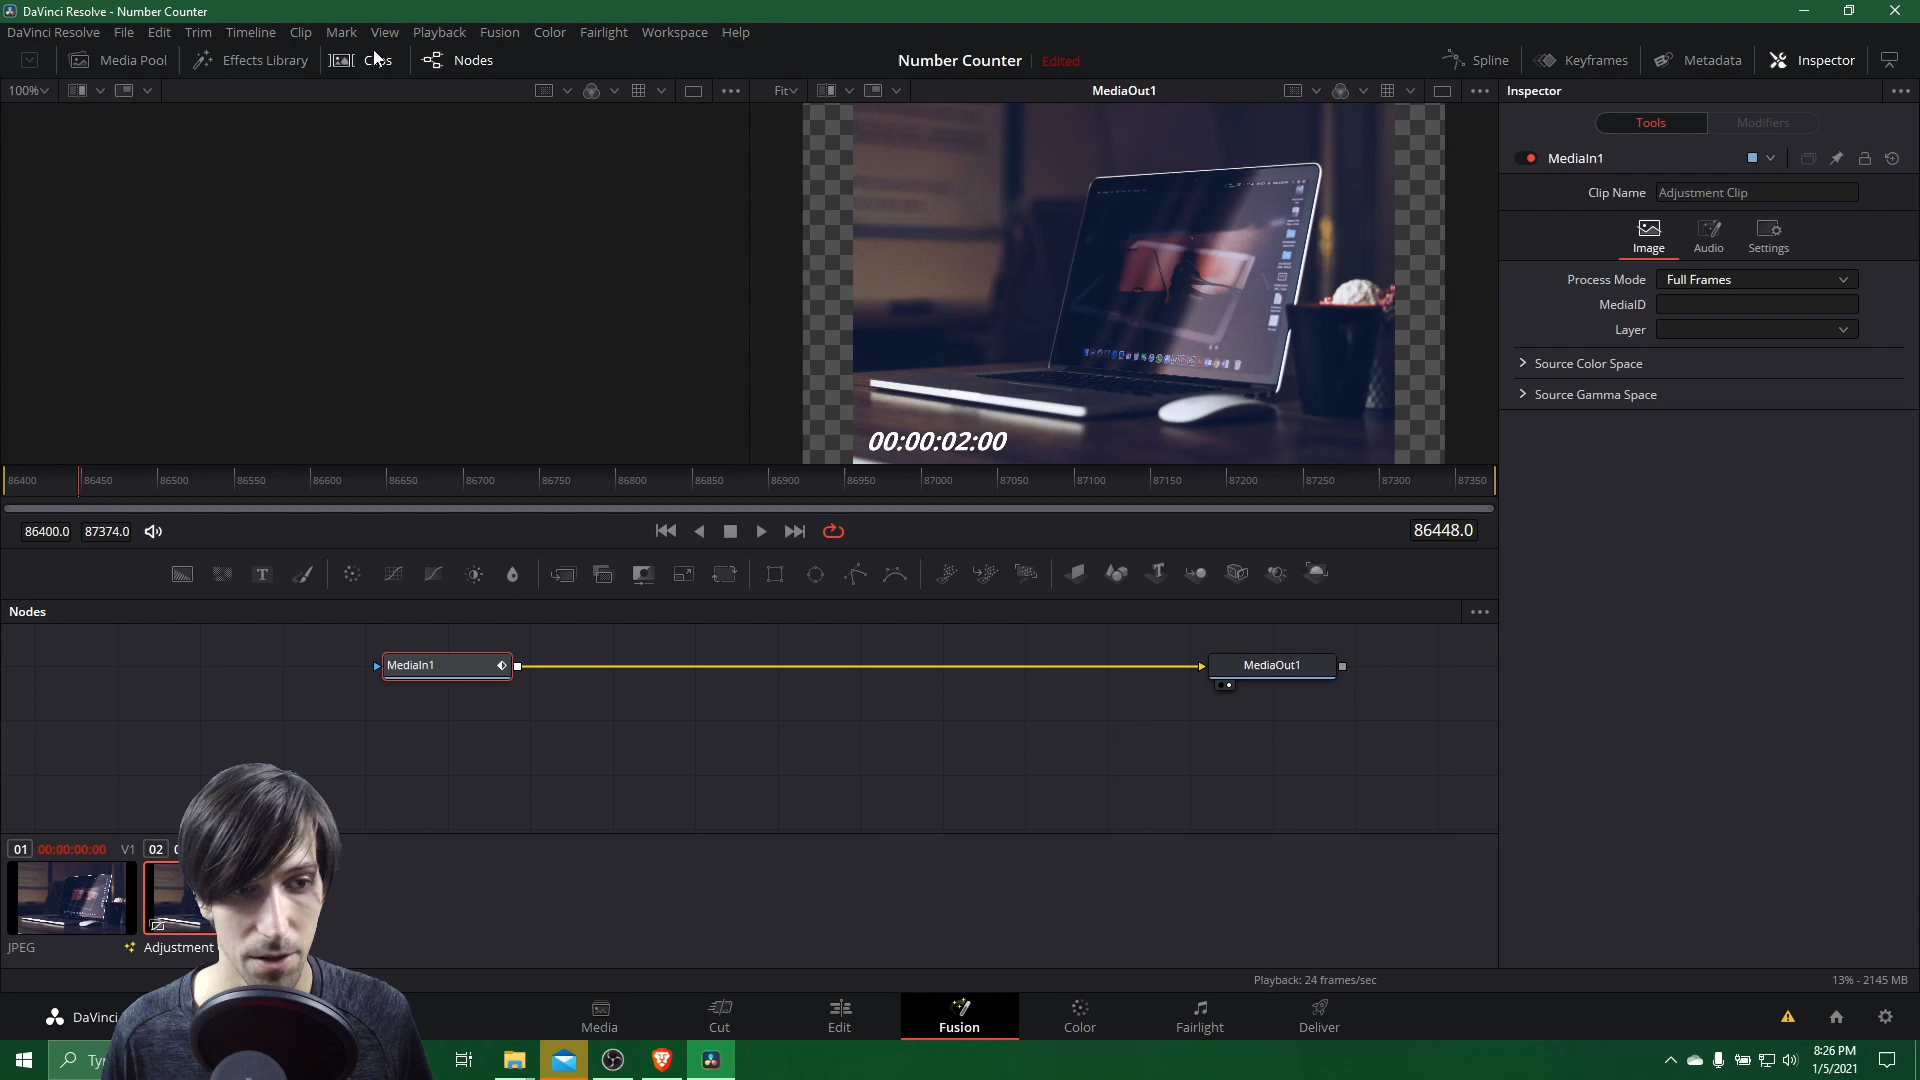 DaVinci Resolve - Number Counter
DaVinci Resolve File Edit Trim Timeline Clip Mark View Playback Fusion Color Fairlight Workspace Help
Media Pool Effects Library Nodes Number Counter Edited Spline Keyframes Metadata Inspector
100% Fit MediaOut1 Inspector
Tools Modifiers
MediaIn1
Clip Name Adjustment Clip
Image Audio Settings
Process Mode Full Frames
MediaID
Layer
Source Color Space
Source Gamma Space
00:00:02:00
86400 86450 86500 86550 86600 86650 86700 86750 86800 86850 86900 86950 87000 87050 87100 87150 87200 87250 87300 87350
86400.0 87374.0 86448.0
T T
Nodes
MediaIn1 MediaOut1
01 00:00:00:00 V1 02
JPEG Adjustment
Playback: 24 frames/sec 13% - 2145 MB
DaVinci Media Cut Edit Fusion Color Fairlight Deliver
8:26 PM
1/5/2021